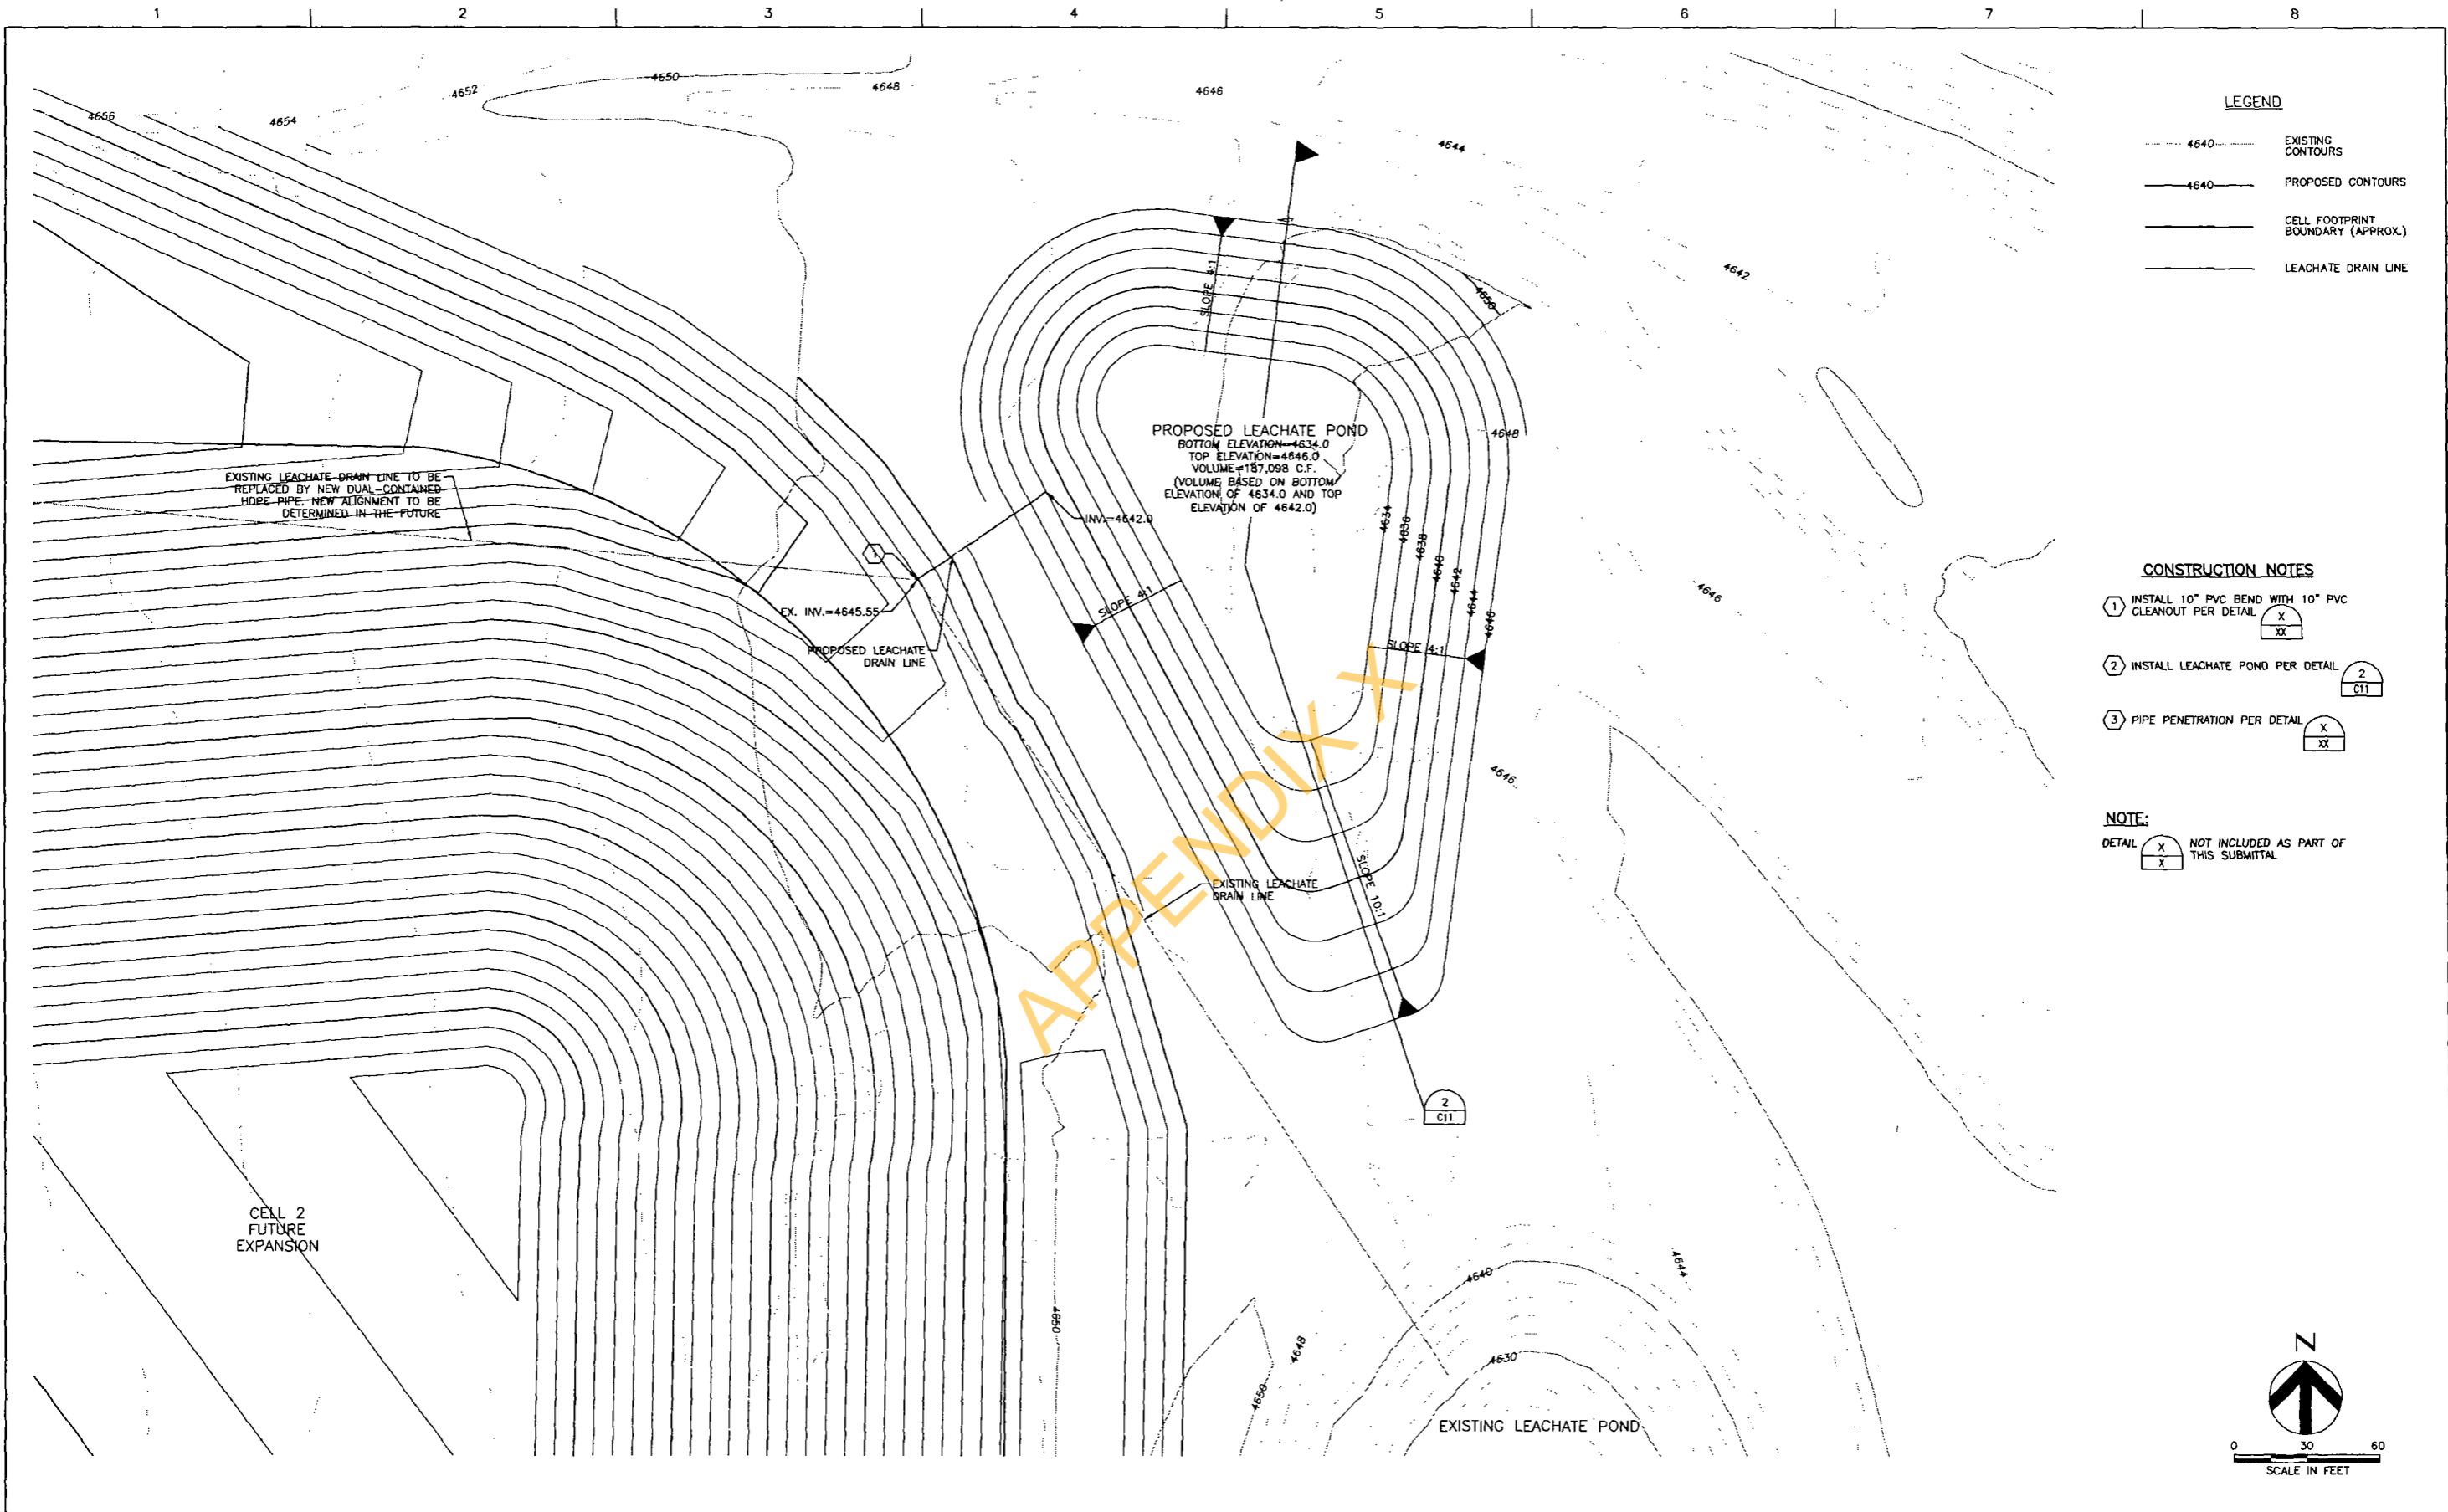 1
2
3
4
5
6
7
8
4656
4654
4652
4650
4648
4646
4644
4642
4650
4648
4646
4646
LEGEND
4640
EXISTING
CONTOURS
4640
PROPOSED CONTOURS
CELL FOOTPRINT
BOUNDARY (APPROX.)
LEACHATE DRAIN LINE
SLOPE 4:1
PROPOSED LEACHATE POND
BOTTOM ELEVATION=4634.0
TOP ELEVATION=4646.0
VOLUME=187,098 C.F.
(VOLUME BASED ON BOTTOM
ELEVATION OF 4634.0 AND TOP
ELEVATION OF 4642.0)
4634
4636
4638
4640
4642
4644
4646
EXISTING LEACHATE DRAIN LINE TO BE
REPLACED BY NEW DUAL-CONTAINED
HDPE PIPE. NEW ALIGNMENT TO BE
DETERMINED IN THE FUTURE
INV.=4642.0
1
EX. INV.=4645.55
PROPOSED LEACHATE
DRAIN LINE
SLOPE 4:1
SLOPE 4:1
CONSTRUCTION NOTES
1
INSTALL 10" PVC BEND WITH 10" PVC
CLEANOUT PER DETAIL
X
XX
2
INSTALL LEACHATE POND PER DETAIL
2
C11
3
PIPE PENETRATION PER DETAIL
X
XX
NOTE:
DETAIL
X
X
NOT INCLUDED AS PART OF
THIS SUBMITTAL
APPENDIX X
EXISTING LEACHATE
DRAIN LINE
SLOPE 10:1
2
C11
CELL 2
FUTURE
EXPANSION
4650
4650
4648
4640
4630
4644
EXISTING LEACHATE POND
N
0 30 60
SCALE IN FEET